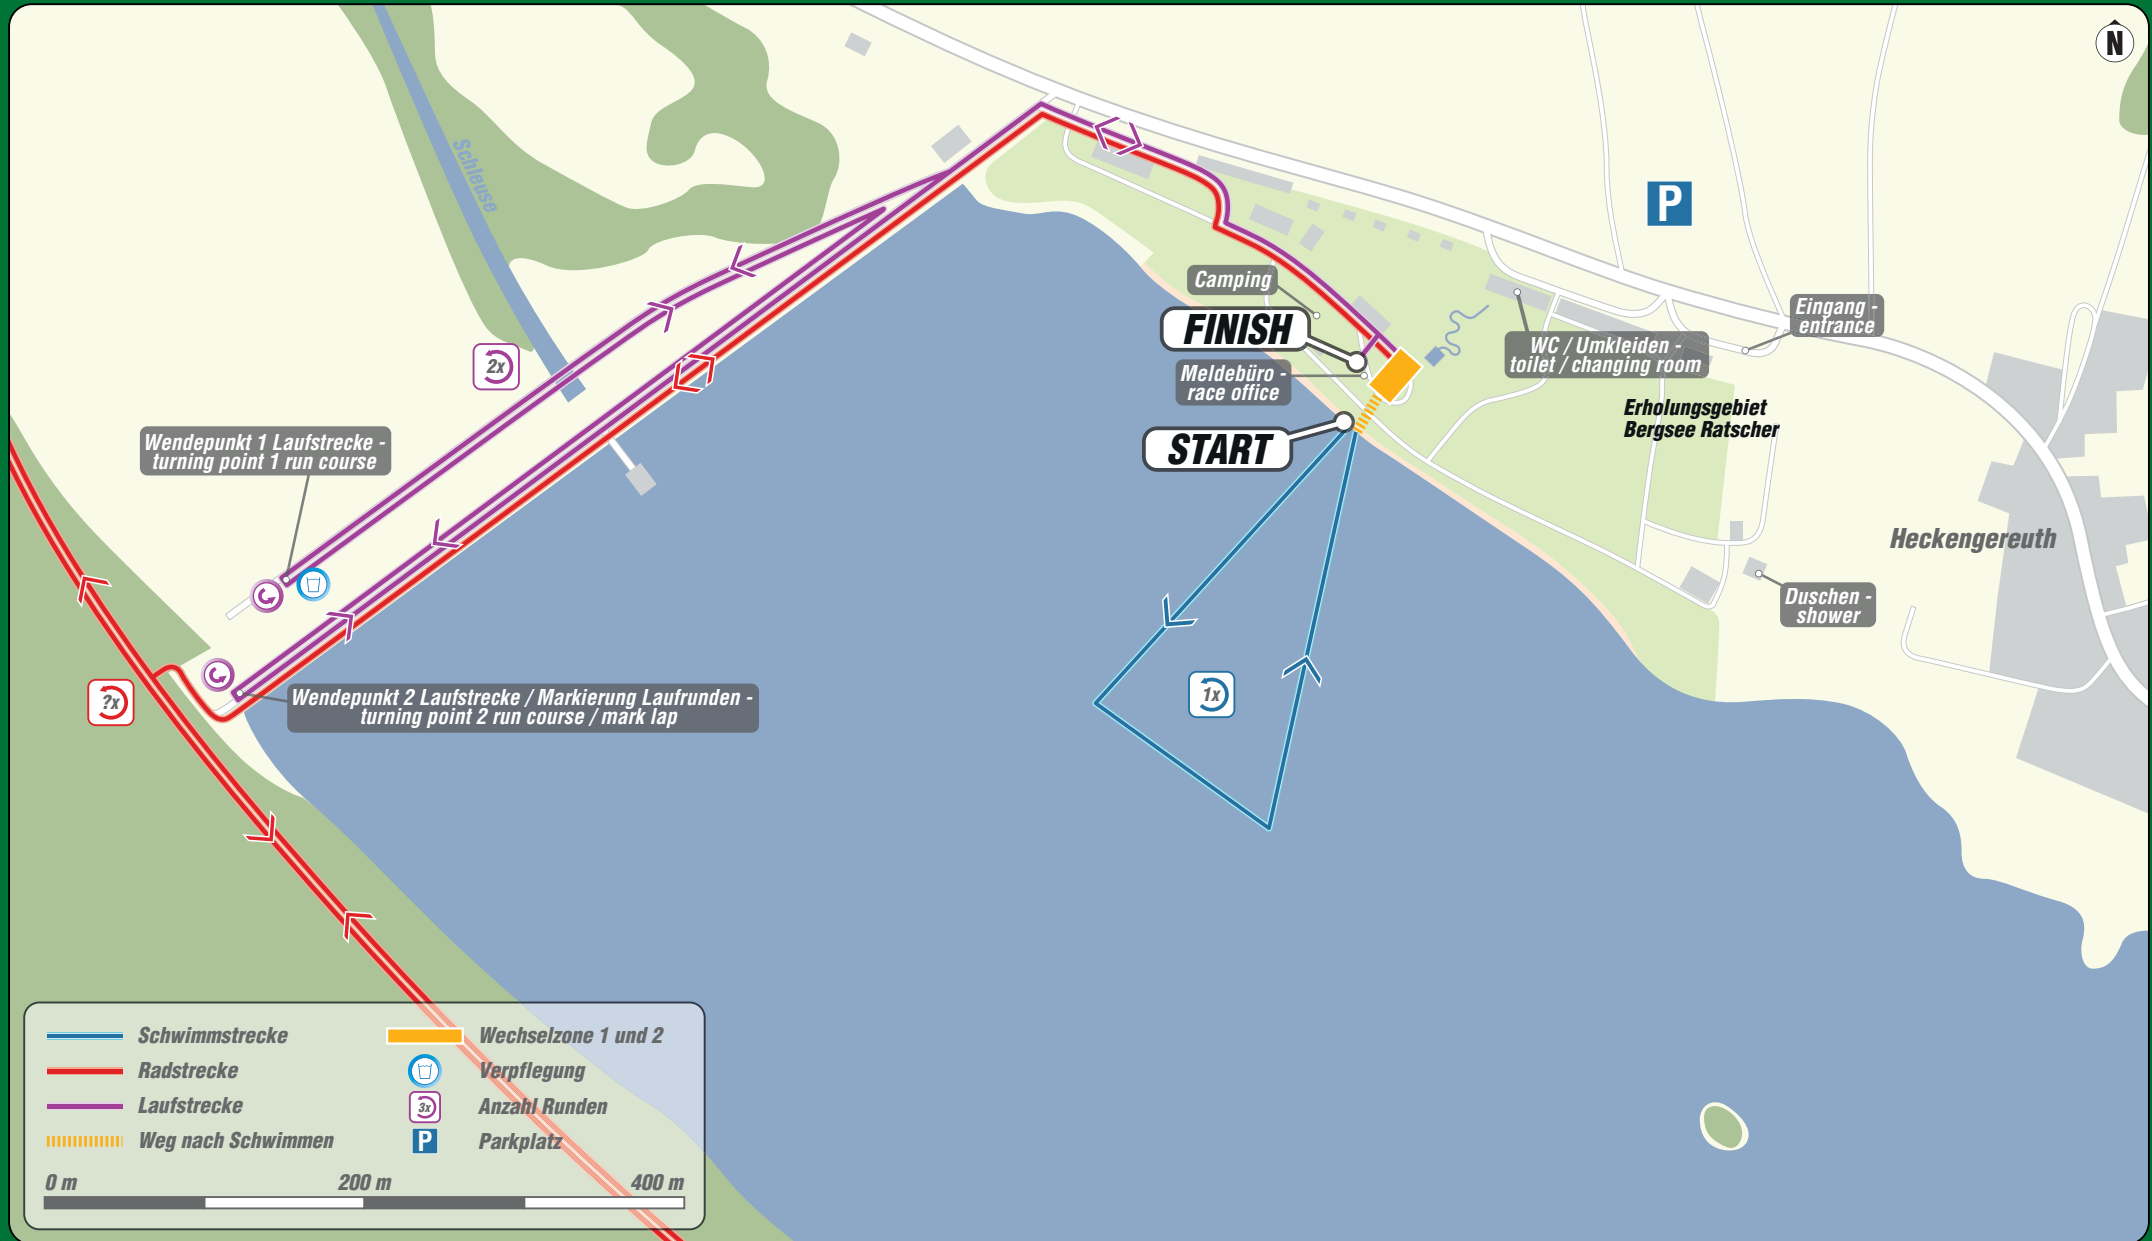 N
Schleuse
P
Camping
FINISH
Eingang -
entrance
WC / Umkleiden -
toilet / changing room
Meldebüro -
race office
2x
Erholungsgebiet
Bergsee Ratscher
START
Wendepunkt 1 Laufstrecke -
turning point 1 run course
Heckengereuth
Duschen -
shower
?x
Wendepunkt 2 Laufstrecke / Markierung Laufrunden -
turning point 2 run course / mark lap
1x
Schwimmstrecke
Radstrecke
Laufstrecke
Weg nach Schwimmen
Wechselzone 1 und 2
Verpflegung
3x Anzahl Runden
P Parkplatz
0 m 200 m 400 m